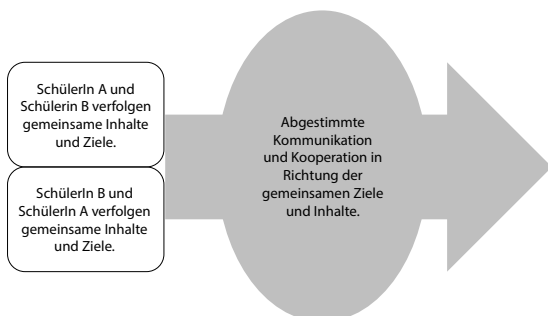 SchülerIn A und
Schülerin B verfolgen
gemeinsame Inhalte
und Ziele.
SchülerIn B und
SchülerIn A verfolgen
gemeinsame Inhalte
und Ziele.
Abgestimmte
Kommunikation
und Kooperation in
Richtung der
gemeinsamen Ziele
und Inhalte.